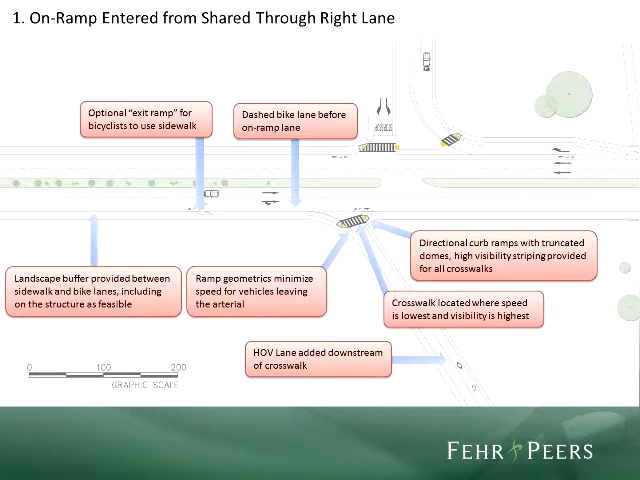 1. On-Ramp Entered from Shared Through Right Lane
Optional "exit ramp" for
bicyclists to use sidewalk
Dashed bike lane before
on-ramp lane
Directional curb ramps with truncated
domes, high visibility striping provided
for all crosswalks
Landscape buffer provided between
sidewalk and bike lanes, including
on the structure as feasible
Ramp geometrics minimize
speed for vehicles leaving
the arterial
Crosswalk located where speed
is lowest and visibility is highest
HOV Lane added downstream
of crosswalk
0 100 200
GRAPHIC SCALE
FEHR PEERS